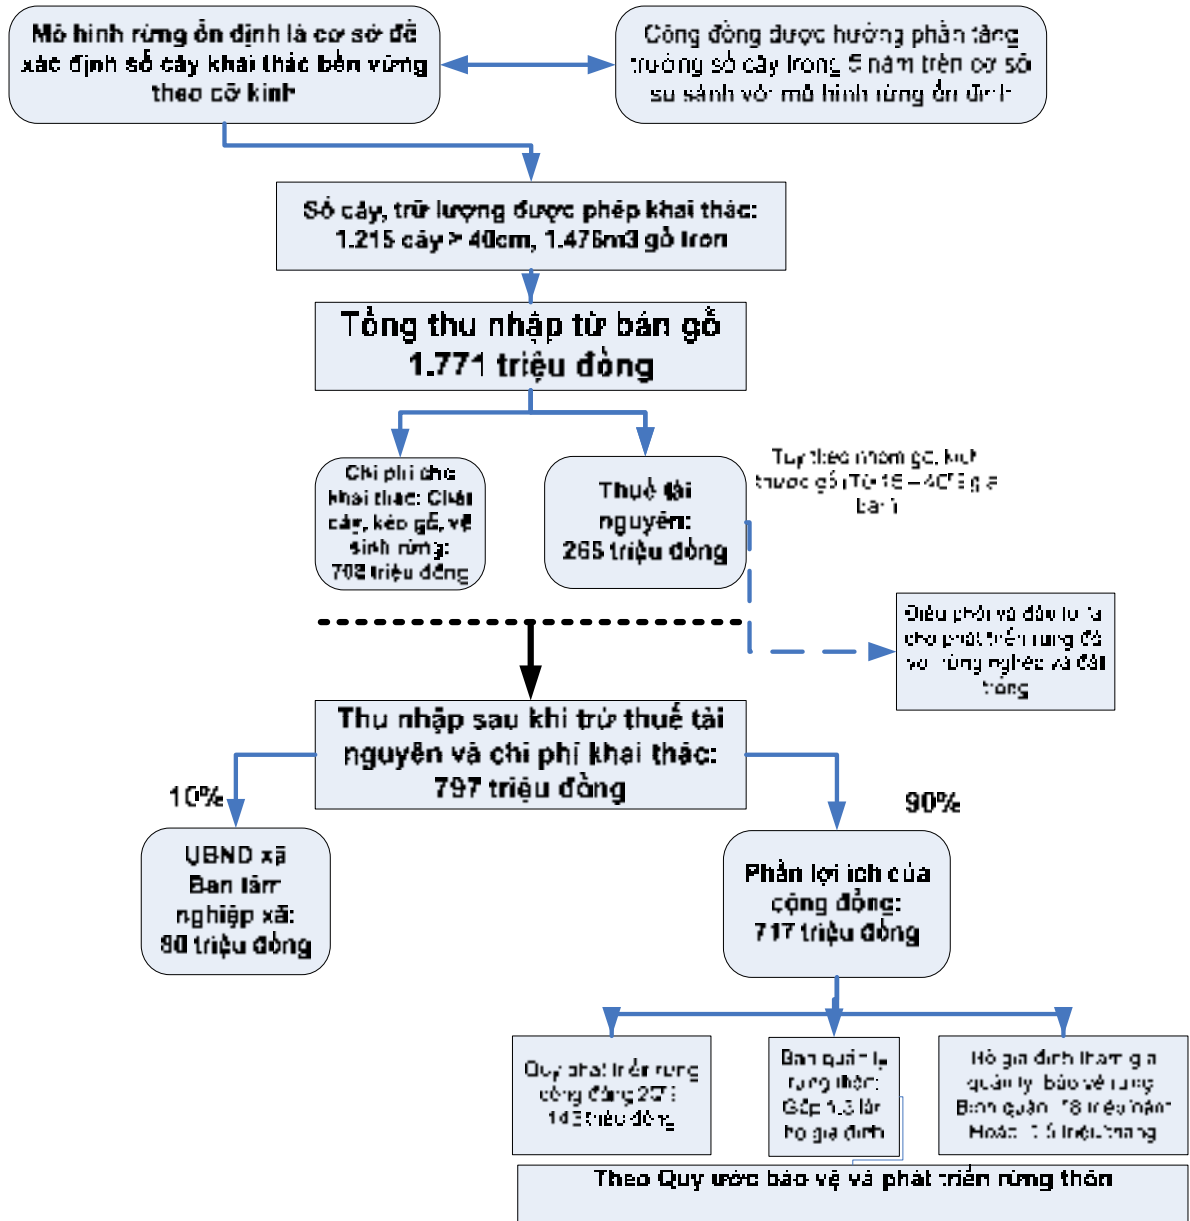 Mô hình rừng ổn định là cơ sở để
xác định số cây khai thác bền vững
theo cỡ kính
Cộng đồng được hưởng phần tăng
trưởng số cây trong 5 năm trên cơ sở
so sánh với mô hình rừng ổn định
Số cây, trữ lượng được phép khai thác:
1.215 cây > 40cm, 1.476m3 gỗ tròn
Tổng thu nhập từ bán gỗ
1.771 triệu đồng
Chi phí cho
khai thác: Chặt
cây, kéo gỗ, vệ
sinh rừng:
708 triệu đồng
Thuế tài
nguyên:
265 triệu đồng
Tùy theo nhóm gỗ, kích
thước gỗ (Từ 15 – 40% giá
bán)
Điều phối và đầu tư
cho phát triển rừng đối
với rừng nghèo và đất
trống
Thu nhập sau khi trừ thuế tài
nguyên và chi phí khai thác:
797 triệu đồng
10%
90%
UBND xã
Ban lâm
nghiệp xã:
80 triệu đồng
Phần lợi ích của
cộng đồng:
717 triệu đồng
Quỹ phát triển rừng
cộng đồng
triệu đồng
Ban quản lý
rừng thôn:
Gấp lần
hộ gia đình
Hộ gia đình tham gia
quản lý bảo vệ rừng
Bình quân triệu/năm
Hoặc triệu/tháng
Theo Quy ước bảo vệ và phát triển rừng thôn